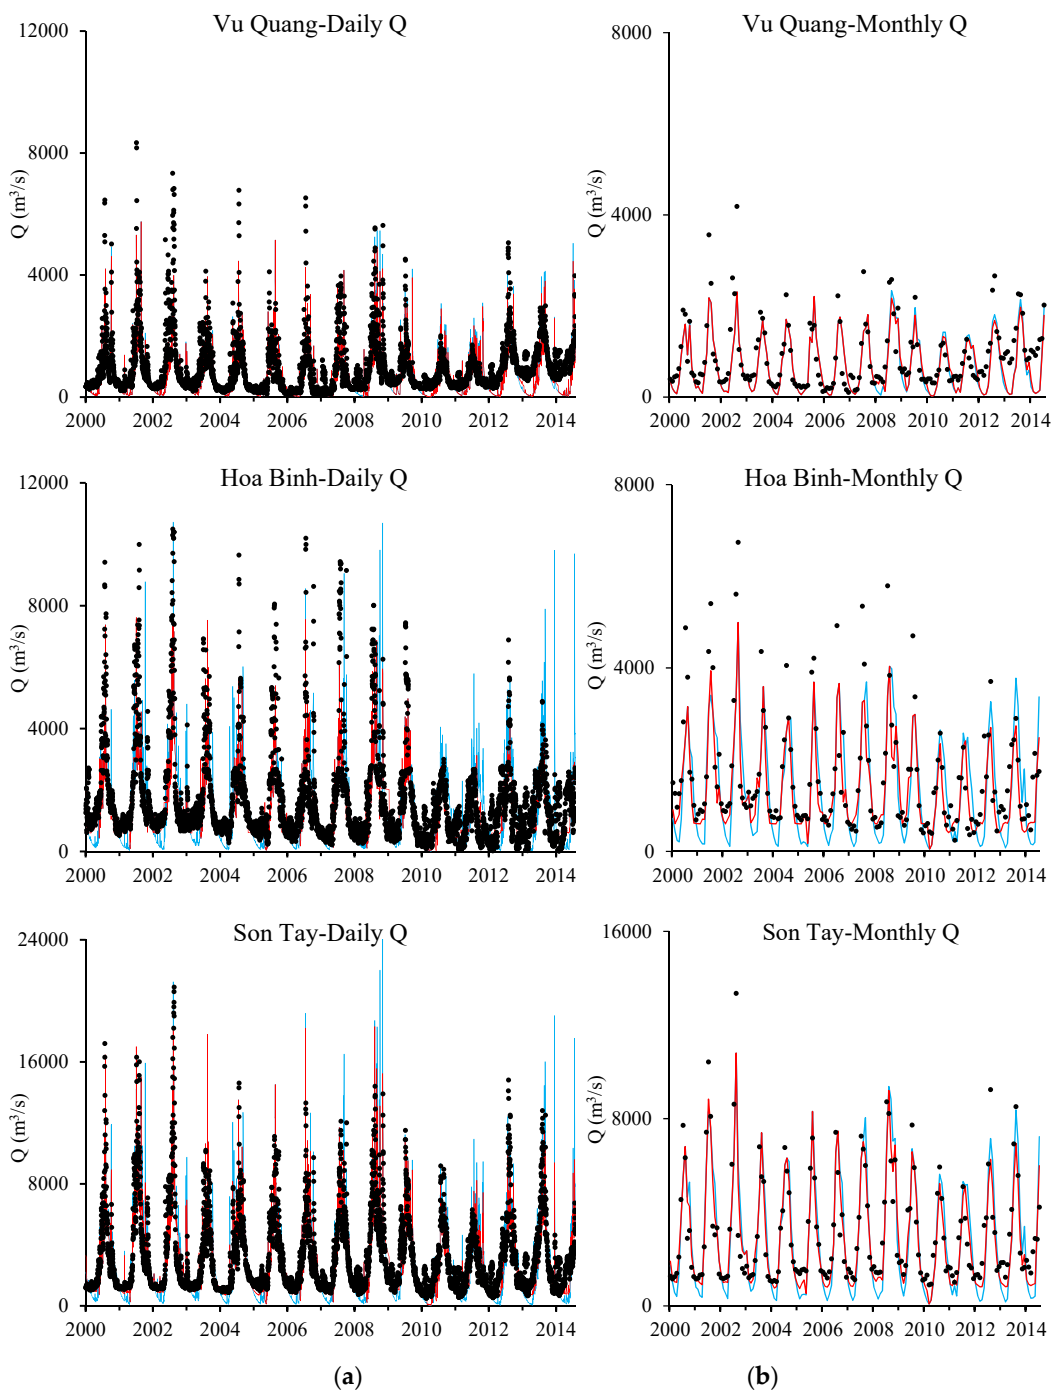 Vu Quang-Daily Q
12000
8000
4000
0
Q (m³/s)
2000 2002 2004 2006 2008 2010 2012 2014
Vu Quang-Monthly Q
8000
4000
0
Q (m³/s)
2000 2002 2004 2006 2008 2010 2012 2014
Hoa Binh-Daily Q
12000
8000
4000
0
Q (m³/s)
2000 2002 2004 2006 2008 2010 2012 2014
Hoa Binh-Monthly Q
8000
4000
0
Q (m³/s)
2000 2002 2004 2006 2008 2010 2012 2014
Son Tay-Daily Q
24000
16000
8000
0
Q (m³/s)
2000 2002 2004 2006 2008 2010 2012 2014
Son Tay-Monthly Q
16000
8000
0
Q (m³/s)
2000 2002 2004 2006 2008 2010 2012 2014
(a)
(b)